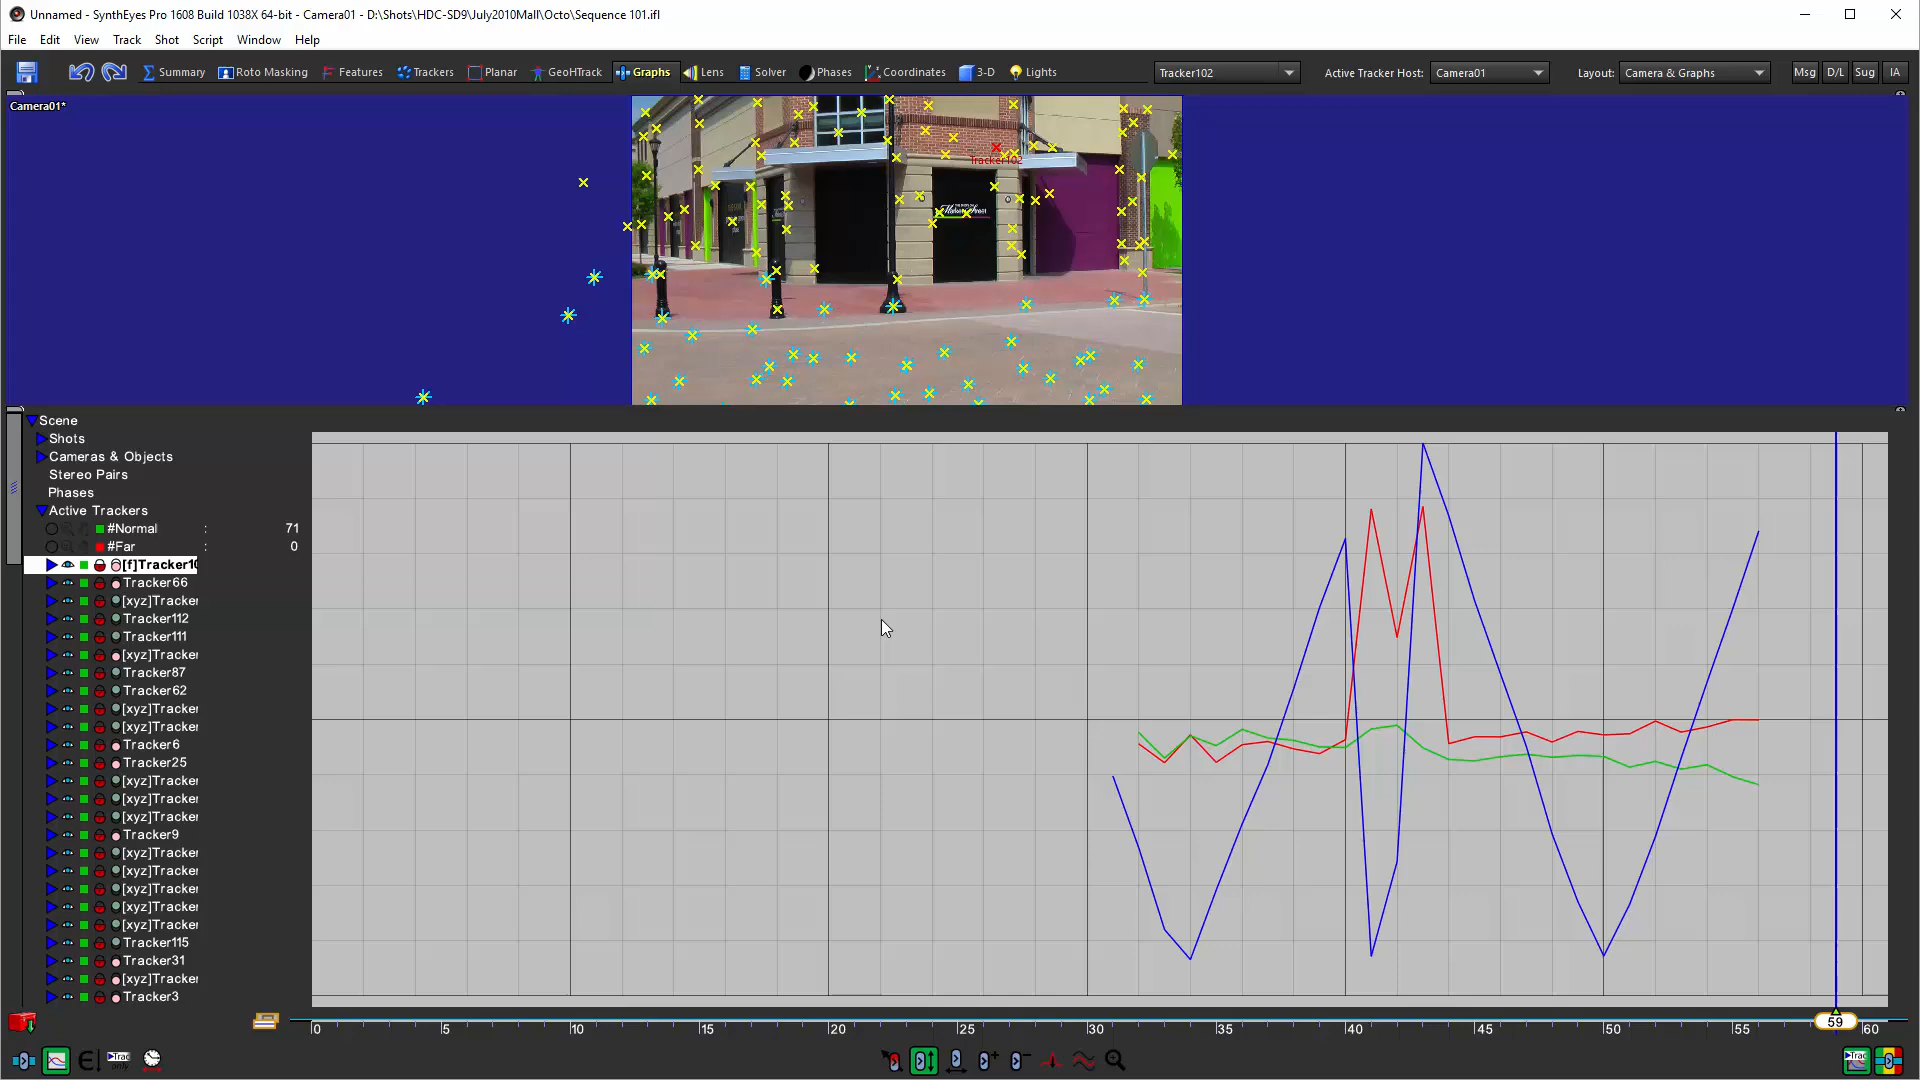 Unnamed - SynthEyes Pro 1608 Build 1038X 64-bit - Camera01 - D:\Shots\HDC-SD9\July2010Mall\Octo\Sequence 101.ifl
File Edit View Track Shot Script Window Help
Summary Roto Masking Features Trackers Planar GeoHTrack Graphs Lens Solver Phases Coordinates 3-D Lights Tracker102 Active Tracker Host: Camera01 Layout: Camera & Graphs Msg D/L Sug IA
Camera01*
Tracker102
Market Street
Scene
Shots
Cameras & Objects
Stereo Pairs
Phases
Active Trackers
#Normal : 71
#Far : 0
[f]Tracker10
Tracker66
[xyz]Tracker
Tracker112
Tracker111
[xyz]Tracker
Tracker87
Tracker62
[xyz]Tracker
[xyz]Tracker
Tracker6
Tracker25
[xyz]Tracker
[xyz]Tracker
[xyz]Tracker
Tracker9
[xyz]Tracker
[xyz]Tracker
[xyz]Tracker
[xyz]Tracker
[xyz]Tracker
Tracker115
Tracker31
[xyz]Tracker
Tracker3
0 5 10 15 20 25 30 35 40 45 50 55 59 60
Trac only
Trac